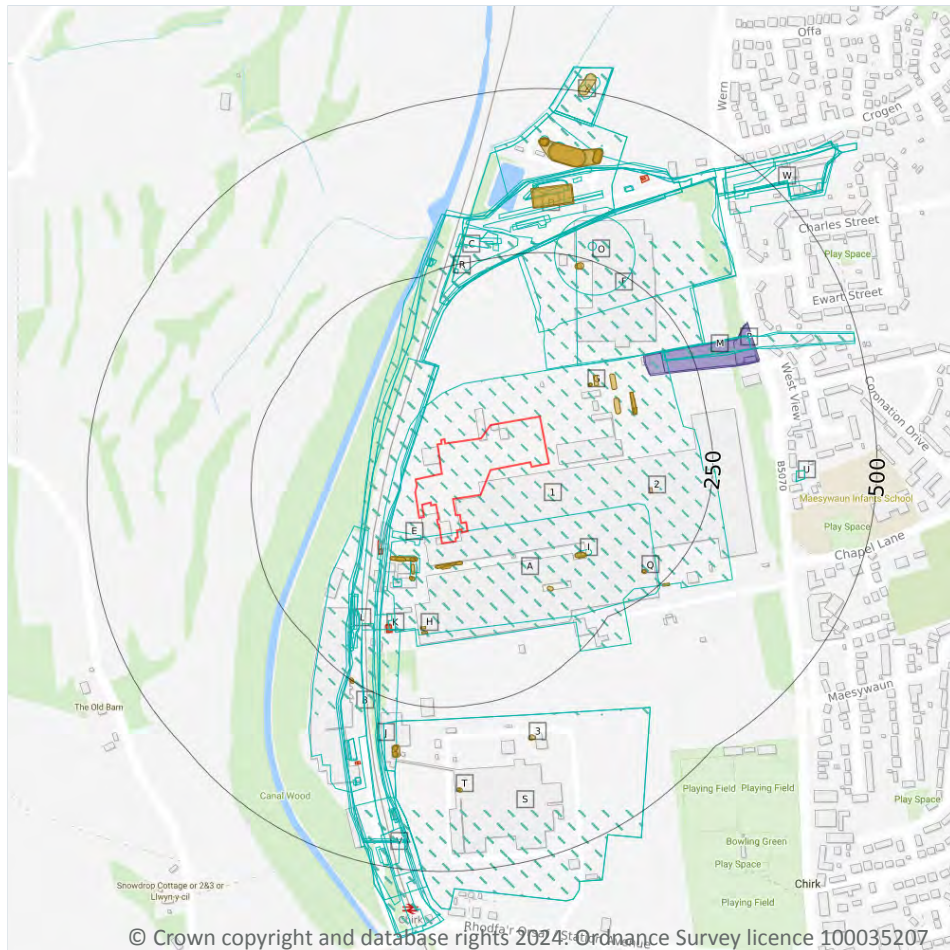 Offa
Wern
Crogen
W
C
O
Charles Street
R
Play Space
F
Ewart Street
M
G
West View
Coronation Drive
250
500
B5070
U
2
1
Maesywaun Infants School
Play Space
E
Chapel Lane
I
A
Q
K
H
Maesywaun
The Old Barn
J
3
T
S
Canal Wood
Playing Field
Playing Field
Play Space
Bowling Green
Play Space
Chirk
Playing Field
Snowdrop Cottage or 2&3 or
Llwyn-y-cil
Chirk
© Crown copyright and database rights 2024. Ordnance Survey licence 100035207